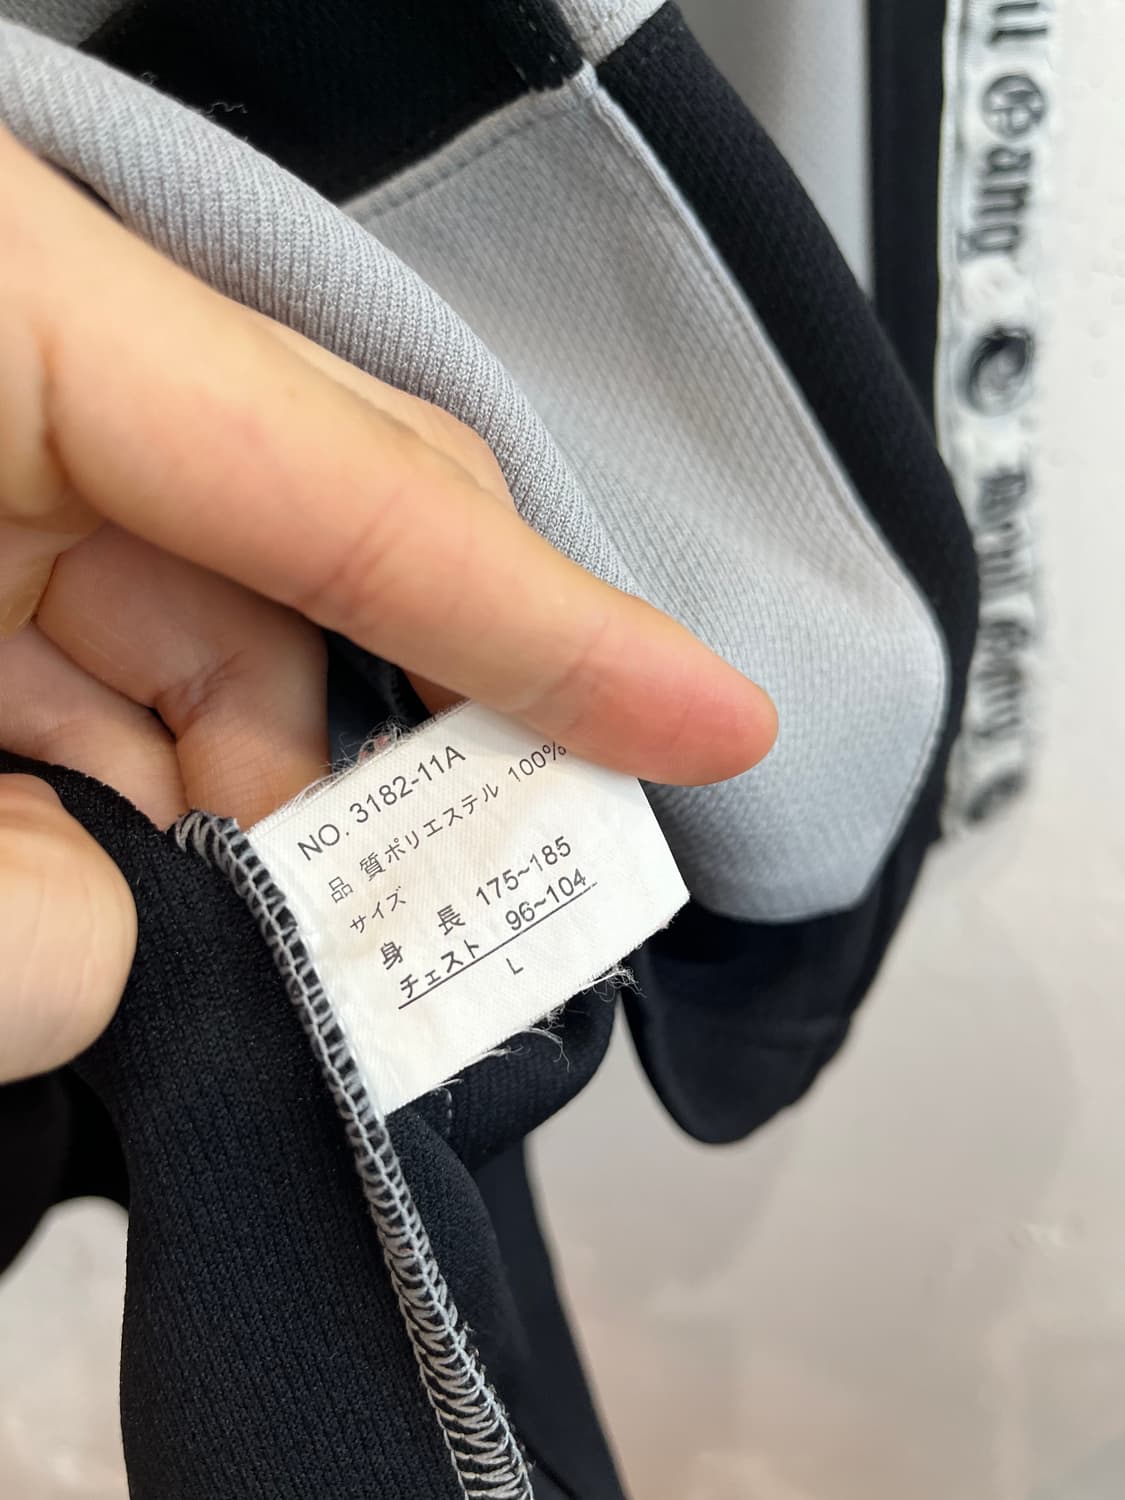 NO. 3182-11A
品 質 ポリエステル 100%
サイズ
身 長 175~185
チェスト 96~104
L
Gang